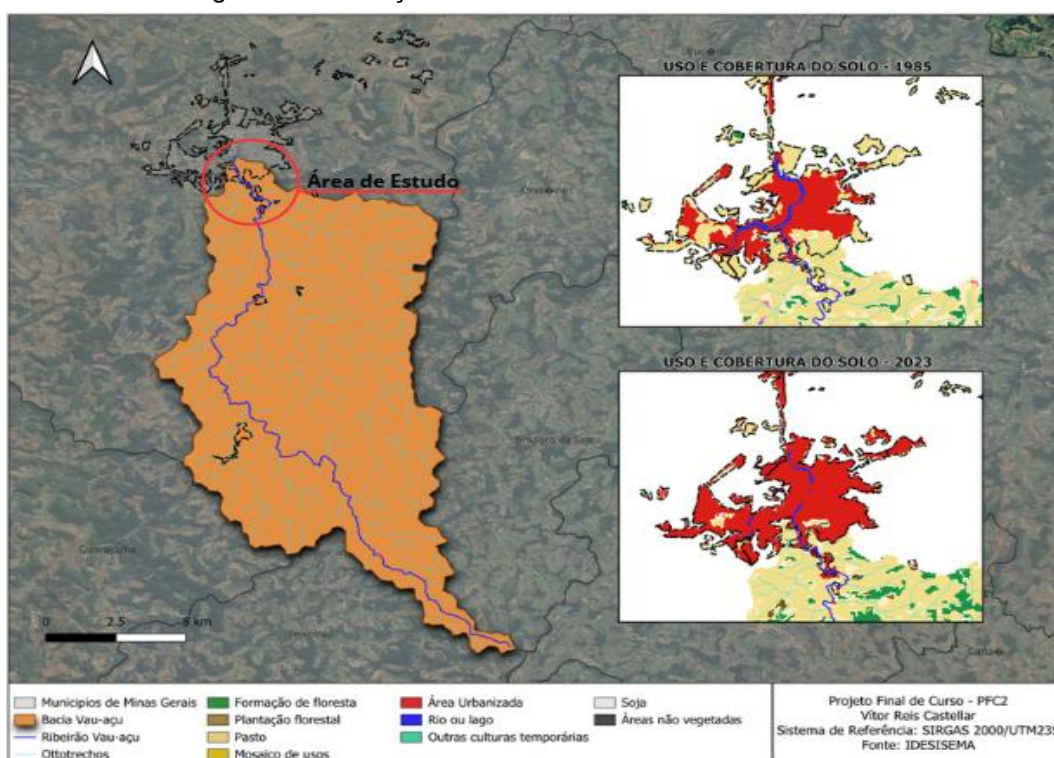 USO E COBERTURA DO SOLO - 1985
Área de Estudo
USO E COBERTURA DO SOLO - 2023
Guaraciaba
0 2.5 5 km
Municipios de Minas Gerais
Bacia Vau-açu
Ribeirão Vau-açu
Ottotrechos
Formação de floresta
Plantação florestal
Pasto
Mosaico de usos
Área Urbanizada
Rio ou lago
Outras culturas temporárias
Soja
Áreas não vegetadas
Projeto Final de Curso - PFC2
Vítor Reis Castellar
Sistema de Referência: SIRGAS 2000/UTM23S
Fonte: IDESISEMA